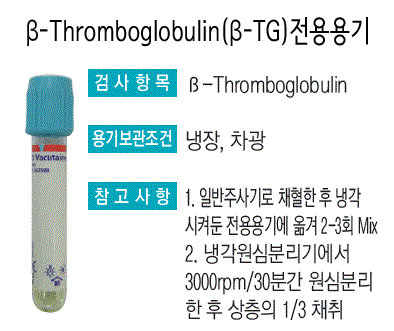 β-Thromboglobulin(β-TG)전용용기
검사항목
ß-Thromboglobulin
용기보관조건
냉장, 차광
참고사항
1. 일반주사기로 채혈한 후 냉각
시켜둔 전용용기에 옮겨 2-3회 Mix
2. 냉각원심분리기에서
3000rpm/30분간 원심분리
한 후 상층의 1/3 채취
Vacutaine